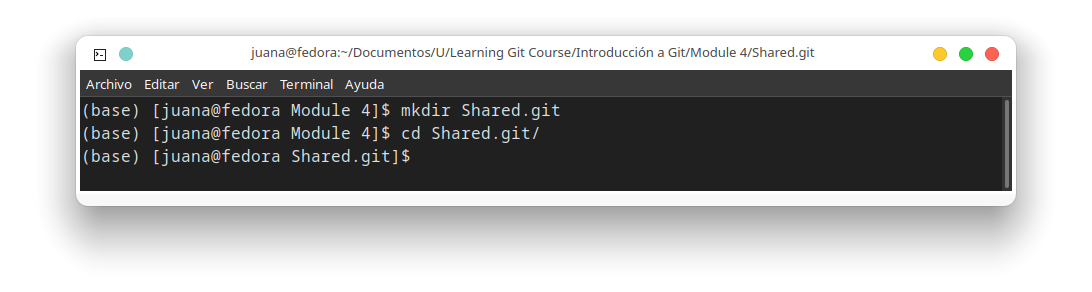 juana@fedora:~/Documentos/U/Learning Git Course/Introducción a Git/Module 4/Shared.git
Archivo Editar Ver Buscar Terminal Ayuda
(base) [juana@fedora Module 4]$ mkdir Shared.git
(base) [juana@fedora Module 4]$ cd Shared.git/
(base) [juana@fedora Shared.git]$